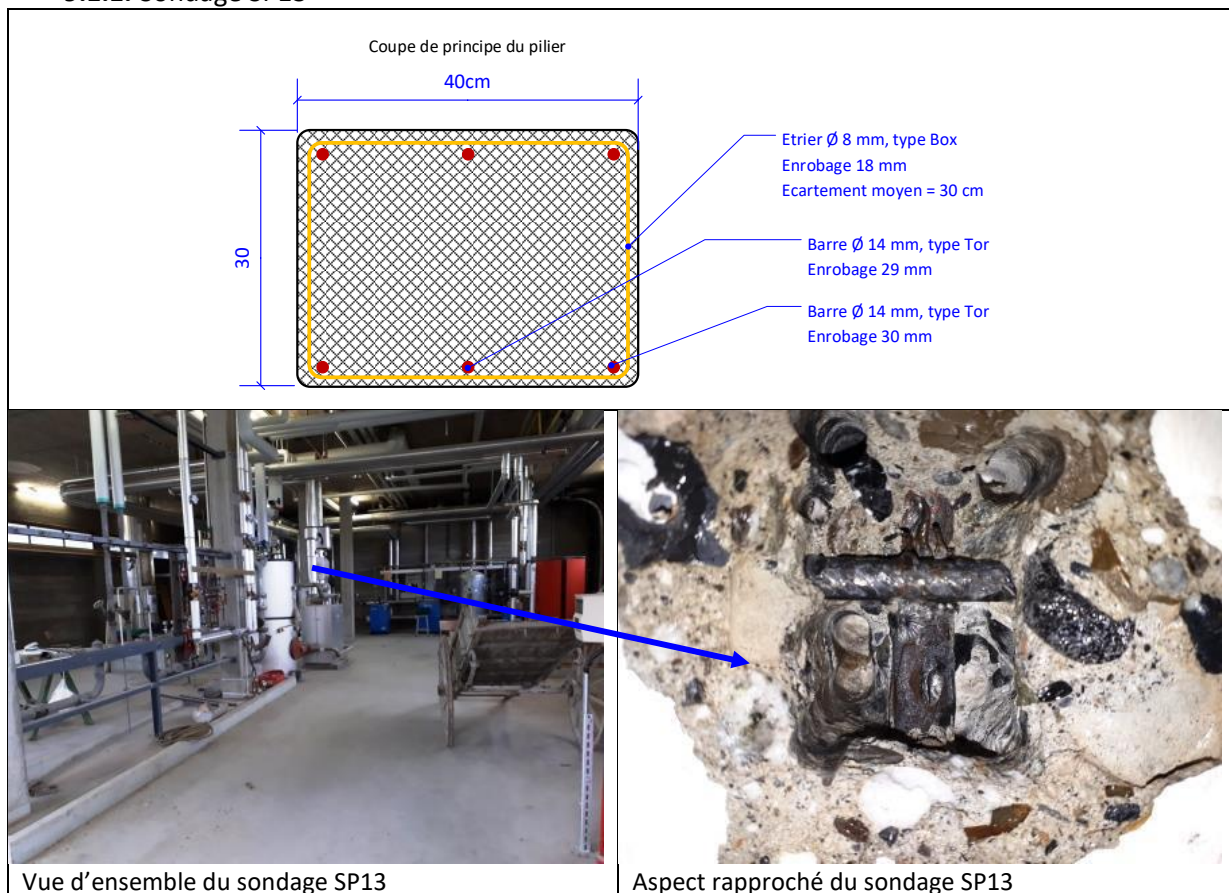 Sondage SP13
Coupe de principe du pilier
40cm
30
Etrier Ø 8 mm, type Box
Enrobage 18 mm
Ecartement moyen = 30 cm
Barre Ø 14 mm, type Tor
Enrobage 29 mm
Barre Ø 14 mm, type Tor
Enrobage 30 mm
Vue d’ensemble du sondage SP13
Aspect rapproché du sondage SP13